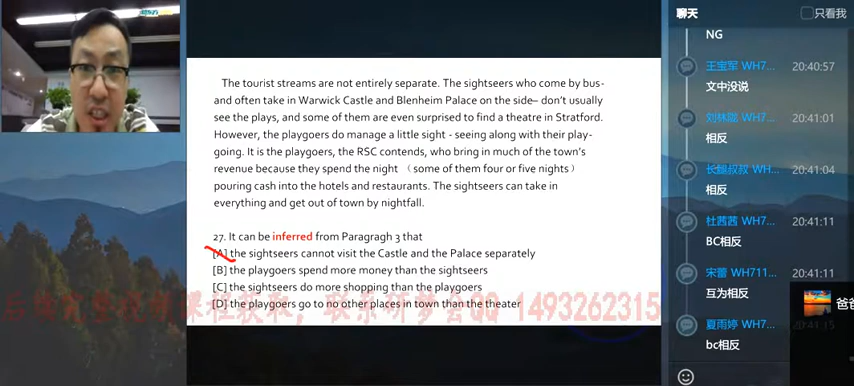 The tourist streams are not entirely separate. The sightseers who come by bus-
and often take in Warwick Castle and Blenheim Palace on the side– don't usually
see the plays, and some of them are even surprised to find a theatre in Stratford.
However, the playgoers do manage a little sight - seeing along with their play-
going. It is the playgoers, the RSC contends, who bring in much of the town's
revenue because they spend the night （some of them four or five nights）
pouring cash into the hotels and restaurants. The sightseers can take in
everything and get out of town by nightfall.
27. It can be inferred from Paragragh 3 that
[A] the sightseers cannot visit the Castle and the Palace separately
[B] the playgoers spend more money than the sightseers
[C] the sightseers do more shopping than the playgoers
[D] the playgoers go to no other places in town than the theater
QQ 1493262315
聊天
只看我
NG
王宝军 WH7...
20:40:57
文中没说
WH7...
20:41:01
相反
WH7...
20:41:04
相反
杜茜茜 WH7...
20:41:11
BC相反
宋蕾 WH711...
20:41:11
互为相反
夏雨婷 WH7...
20:41:15
bc相反
爸爸